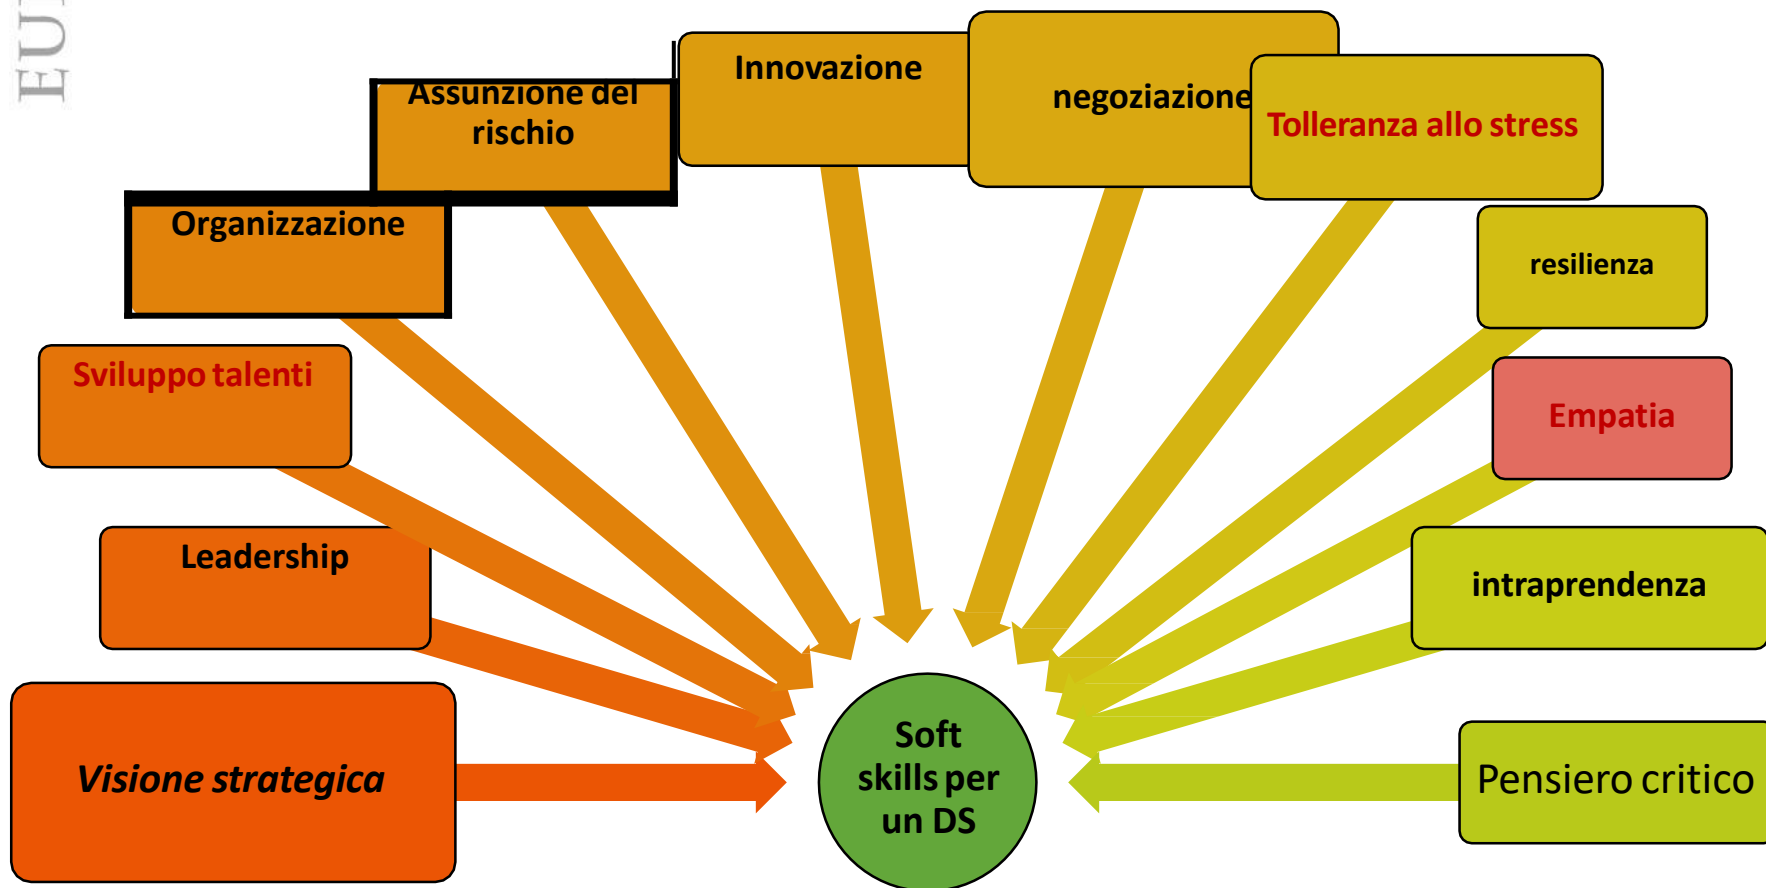 EU
Assunzione del
rischio
Innovazione
negoziazione
Tolleranza allo stress
Organizzazione
resilienza
Sviluppo talenti
Empatia
Leadership
intraprendenza
Visione strategica
Soft
skills per
un DS
Pensiero critico